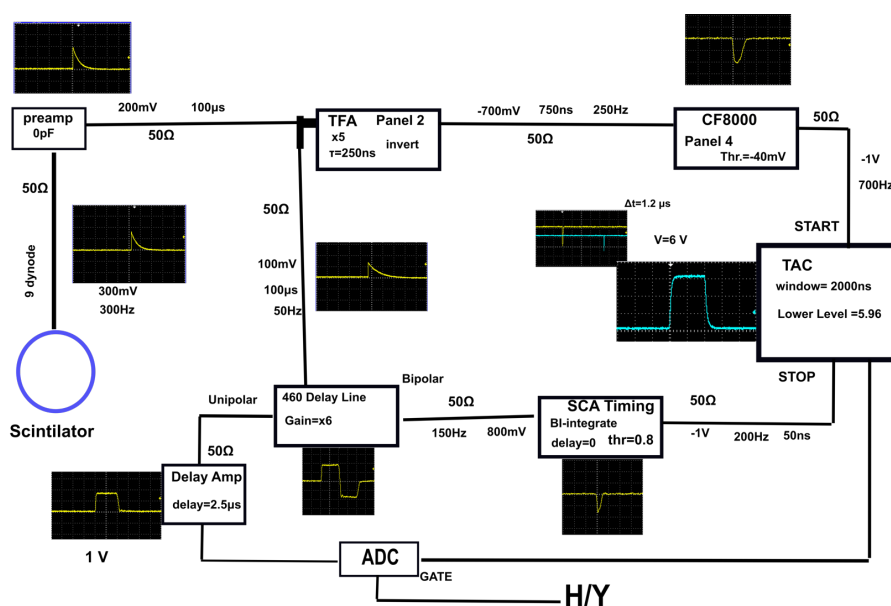 preamp
0pF
200mV 100µs
50Ω
TFA Panel 2
x5
τ=250ns
invert
-700mV 750ns 250Hz
50Ω
CF8000
Panel 4
Thr.=-40mV
50Ω
-1V
700Hz
50Ω
9 dynode
300mV
300Hz
Scintilator
50Ω
100mV
100µs
50Hz
Δt=1.2 µs
V=6 V
START
TAC
window= 2000ns
Lower Level =5.96
STOP
Unipolar
460 Delay Line
Gain=x6
Bipolar
50Ω
150Hz 800mV
SCA Timing
BI-integrate
delay=0 thr=0.8
50Ω
-1V 200Hz 50ns
50Ω
Delay Amp
delay=2.5µs
1 V
ADC
GATE
H/Y